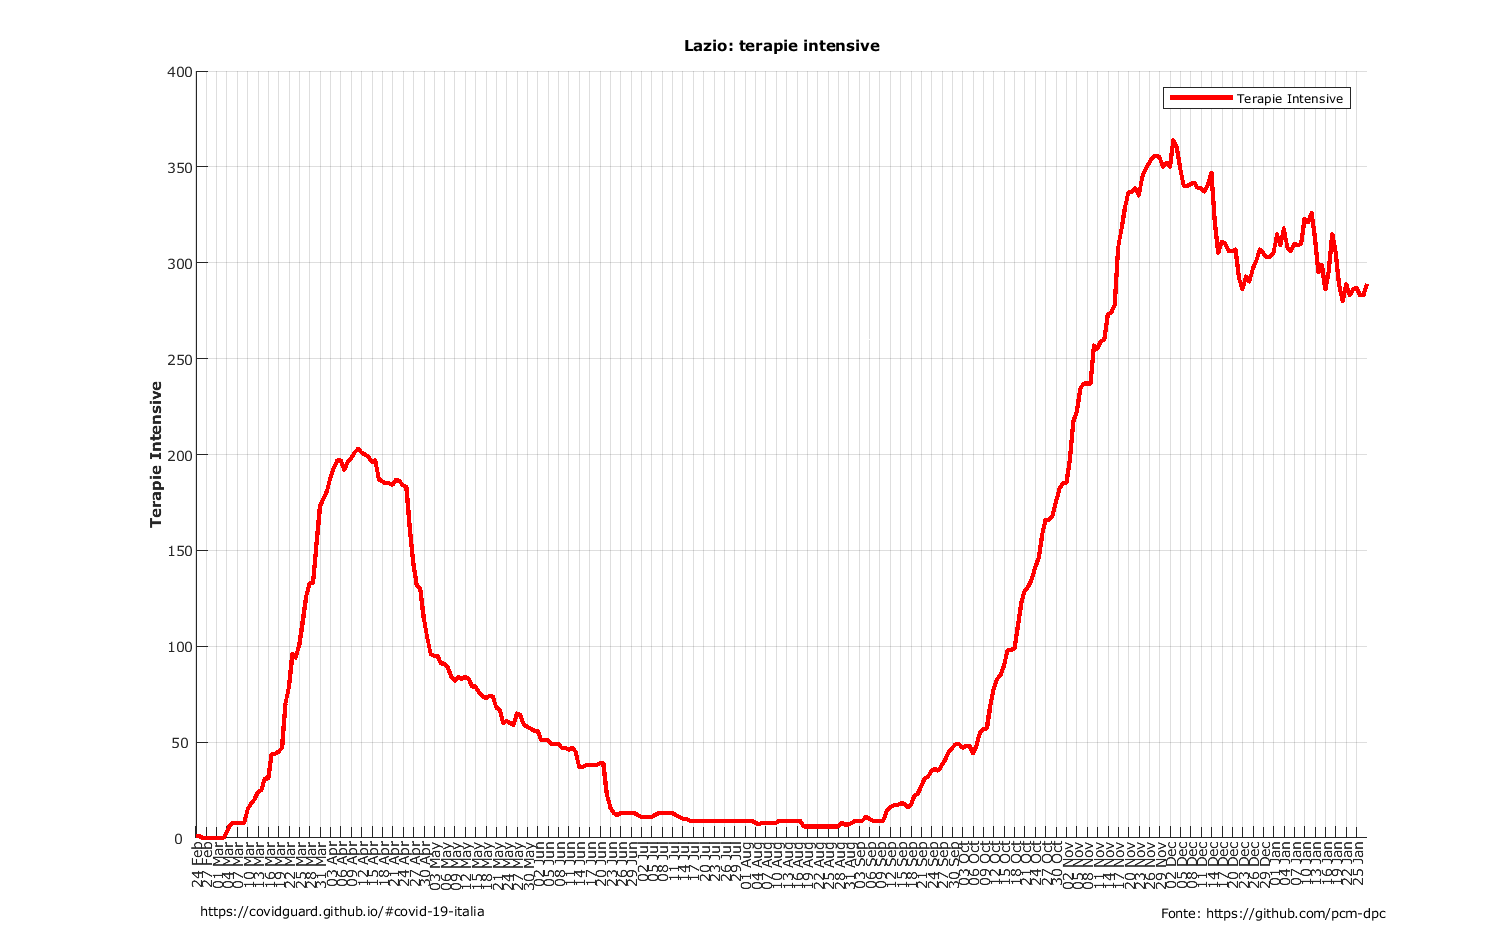 Lazio: terapie intensive
400
350
300
250
200
150
100
50
0
Terapie Intensive
Terapie Intensive
24 Feb
27 Feb
01 Mar
04 Mar
07 Mar
10 Mar
13 Mar
16 Mar
19 Mar
22 Mar
25 Mar
28 Mar
31 Mar
03 Apr
06 Apr
09 Apr
12 Apr
15 Apr
18 Apr
21 Apr
24 Apr
27 Apr
30 Apr
03 May
06 May
09 May
12 May
15 May
18 May
21 May
24 May
27 May
30 May
02 Jun
05 Jun
08 Jun
11 Jun
14 Jun
17 Jun
20 Jun
23 Jun
26 Jun
29 Jun
02 Jul
05 Jul
08 Jul
11 Jul
14 Jul
17 Jul
20 Jul
23 Jul
26 Jul
29 Jul
01 Aug
04 Aug
07 Aug
10 Aug
13 Aug
16 Aug
19 Aug
22 Aug
25 Aug
28 Aug
31 Aug
03 Sep
06 Sep
09 Sep
12 Sep
15 Sep
18 Sep
21 Sep
24 Sep
27 Sep
30 Sep
03 Oct
06 Oct
09 Oct
12 Oct
15 Oct
18 Oct
21 Oct
24 Oct
27 Oct
30 Oct
02 Nov
05 Nov
08 Nov
11 Nov
14 Nov
17 Nov
20 Nov
23 Nov
26 Nov
29 Nov
02 Dec
05 Dec
08 Dec
11 Dec
14 Dec
17 Dec
20 Dec
23 Dec
26 Dec
29 Dec
01 Jan
04 Jan
07 Jan
10 Jan
13 Jan
16 Jan
19 Jan
22 Jan
25 Jan
https://covidguard.github.io/#covid-19-italia
Fonte: https://github.com/pcm-dpc